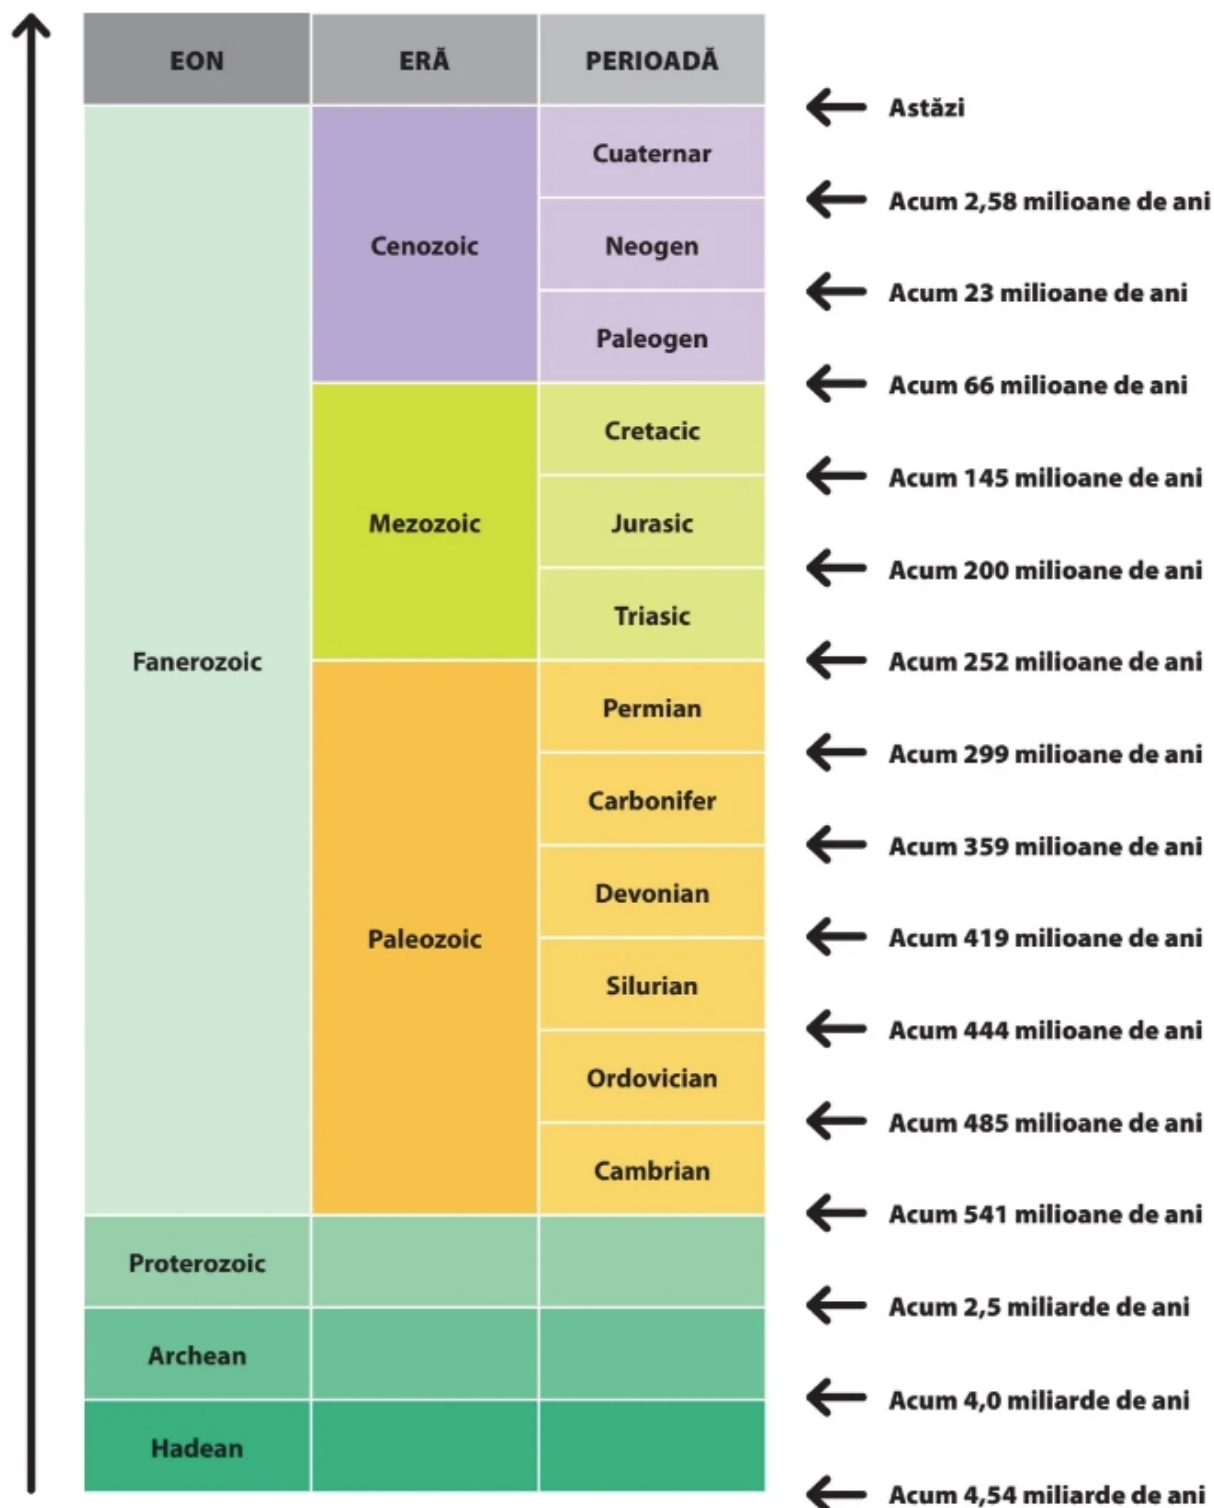 EON ERĂ PERIOADĂ
Astăzi
Cuaternar
Acum 2,58 milioane de ani
Cenozoic Neogen
Acum 23 milioane de ani
Paleogen
Acum 66 milioane de ani
Cretacic
Acum 145 milioane de ani
Mezozoic Jurasic
Acum 200 milioane de ani
Triasic
Fanerozoic Acum 252 milioane de ani
Permian
Acum 299 milioane de ani
Carbonifer
Acum 359 milioane de ani
Devonian
Paleozoic Acum 419 milioane de ani
Silurian
Acum 444 milioane de ani
Ordovician
Acum 485 milioane de ani
Cambrian
Acum 541 milioane de ani
Proterozoic
Acum 2,5 miliarde de ani
Archean
Acum 4,0 miliarde de ani
Hadean
Acum 4,54 miliarde de ani